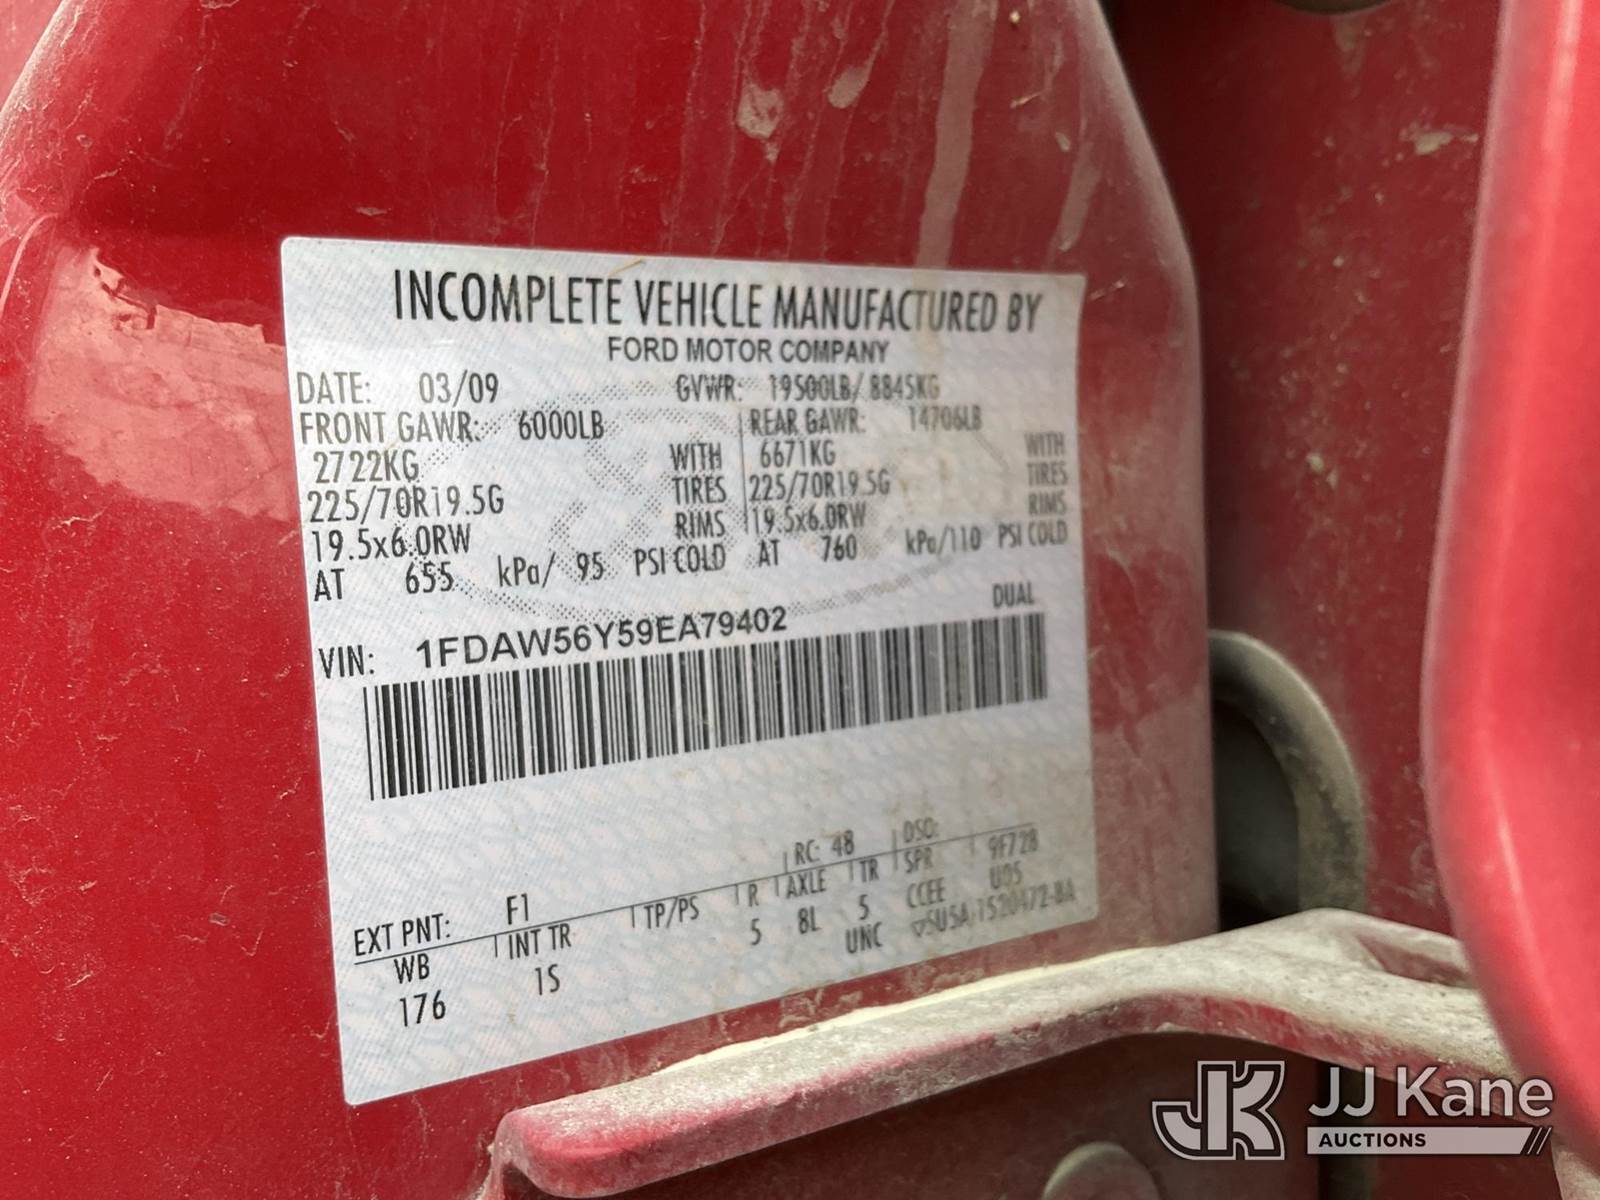 INCOMPLETE VEHICLE MANUFACTURED BY
FORD MOTOR COMPANY
DATE: 03/09 GVWR: 19500LB/ 8845KG
FRONT GAWR: 6000LB REAR GAWR: 14706LB
2722KG WITH 6671KG WITH
225/70R19.5G TIRES 225/70R19.5G TIRES
19.5x6.0RW RIMS 19.5x6.0RW RIMS
AT 655 kPa/ 95 PSI COLD AT 760 kPa/110 PSI COLD
VIN: 1FDAW56Y59EA79402 DUAL
EXT PNT: F1 RC: 48 DSO:
WB INT TR TP/PS R AXLE TR SPR 9F728
176 1S 5 8L 5 CCEE U05
UNC ▽5U5A-1520472-BA
JK JJ Kane
AUCTIONS